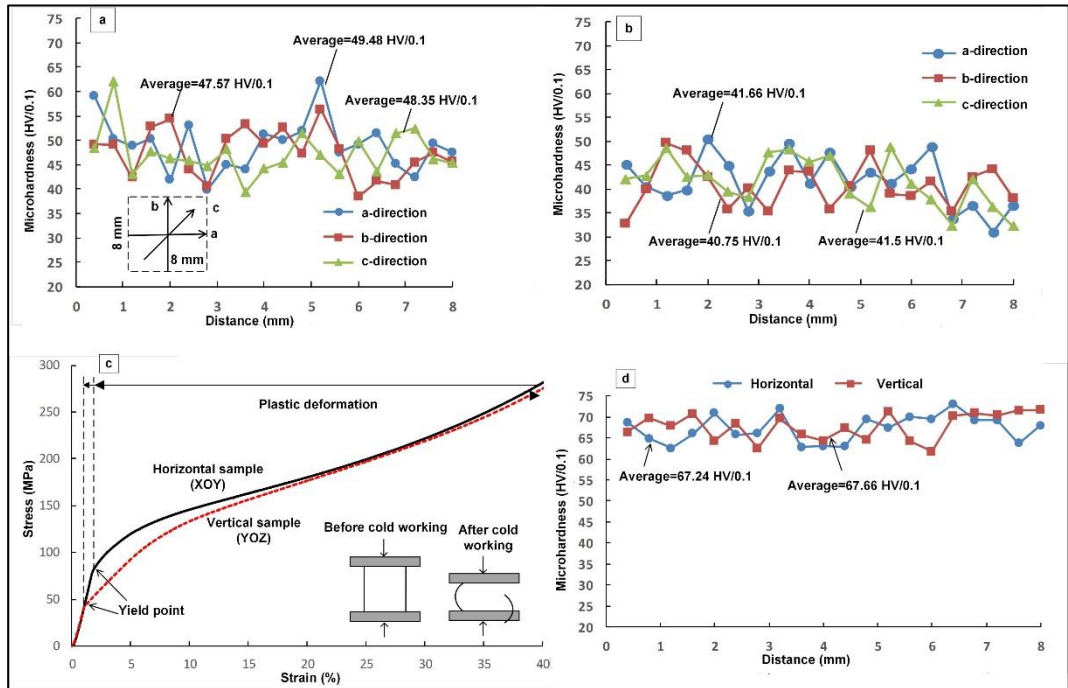 a
Microhardness (HV/0.1)
75
70
65
60
55
50
45
40
35
30
25
20
Average=49.48 HV/0.1
Average=47.57 HV/0.1
Average=48.35 HV/0.1
b
c
a
8 mm
8 mm
a-direction
b-direction
c-direction
0 1 2 3 4 5 6 7 8
Distance (mm)
b
Microhardness (HV/0.1)
75
70
65
60
55
50
45
40
35
30
25
20
a-direction
b-direction
c-direction
Average=41.66 HV/0.1
Average=40.75 HV/0.1
Average=41.5 HV/0.1
0 1 2 3 4 5 6 7 8
Distance (mm)
c
Stress (MPa)
300
250
200
150
100
50
0
Plastic deformation
Horizontal sample
(XOY)
Vertical sample
(YOZ)
Yield point
Before cold working
After cold
working
0 5 10 15 20 25 30 35 40
Strain (%)
d
Horizontal Vertical
Microhardness (HV/0.1)
80
75
70
65
60
55
50
45
40
35
30
25
20
Average=67.24 HV/0.1
Average=67.66 HV/0.1
0 1 2 3 4 5 6 7 8
Distance (mm)